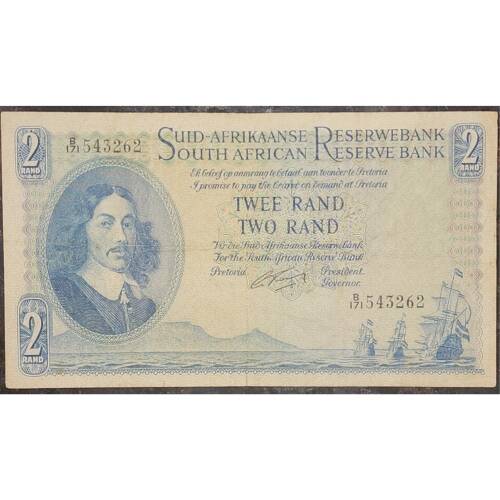 2
RAND
B/171 543262
SUID-AFRIKAANSE RESERWEBANK
SOUTH AFRICAN RESERVE BANK
2
RAND
Ek beloof op aanvraag te betaal aan toonder te Pretoria
I promise to pay the Bearer on Demand at Pretoria
TWEE RAND
TWO RAND
Vir die Suid-Afrikaanse Reserwebank
For the South African Reserve Bank
Pretoria. President.
Governor.
B/171 543262
2
RAND